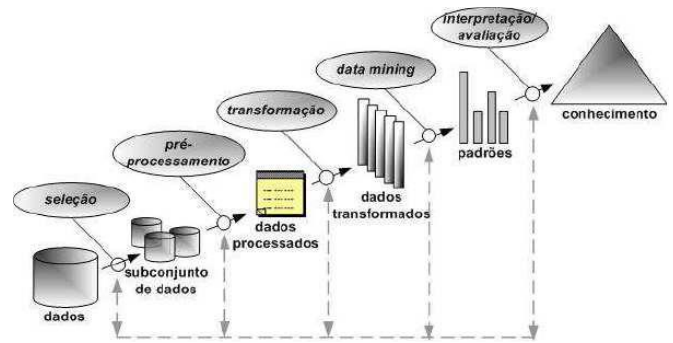 interpretação/
avaliação
data mining
conhecimento
transformação
padrões
pré-
processamento
dados
transformados
seleção
dados
processados
subconjunto
de dados
dados